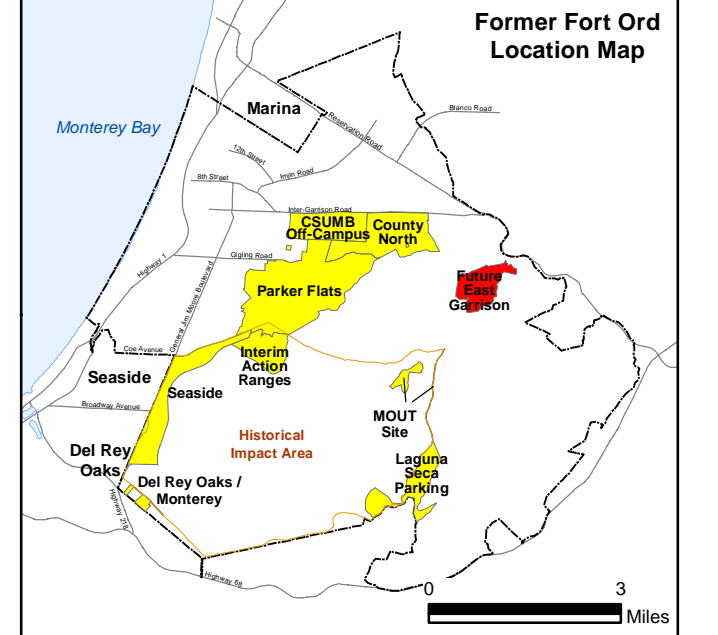 Former Fort Ord
Location Map
Marina
Blanco Road
Monterey Bay
Reservation Road
12th Street
Imjin Road
8th Street
Inter-Garrison Road
CSUMB
Off-Campus
County
North
Gigling Road
Highway 1
General Jim Moore Boulevard
Parker Flats
Future
East
Garrison
Coe Avenue
Interim
Action
Ranges
Seaside
Seaside
Broadway Avenue
MOUT
Site
Historical
Impact Area
Del Rey
Oaks
Laguna
Seca
Parking
Del Rey Oaks /
Monterey
Highway 218
Highway 68
0
3
Miles